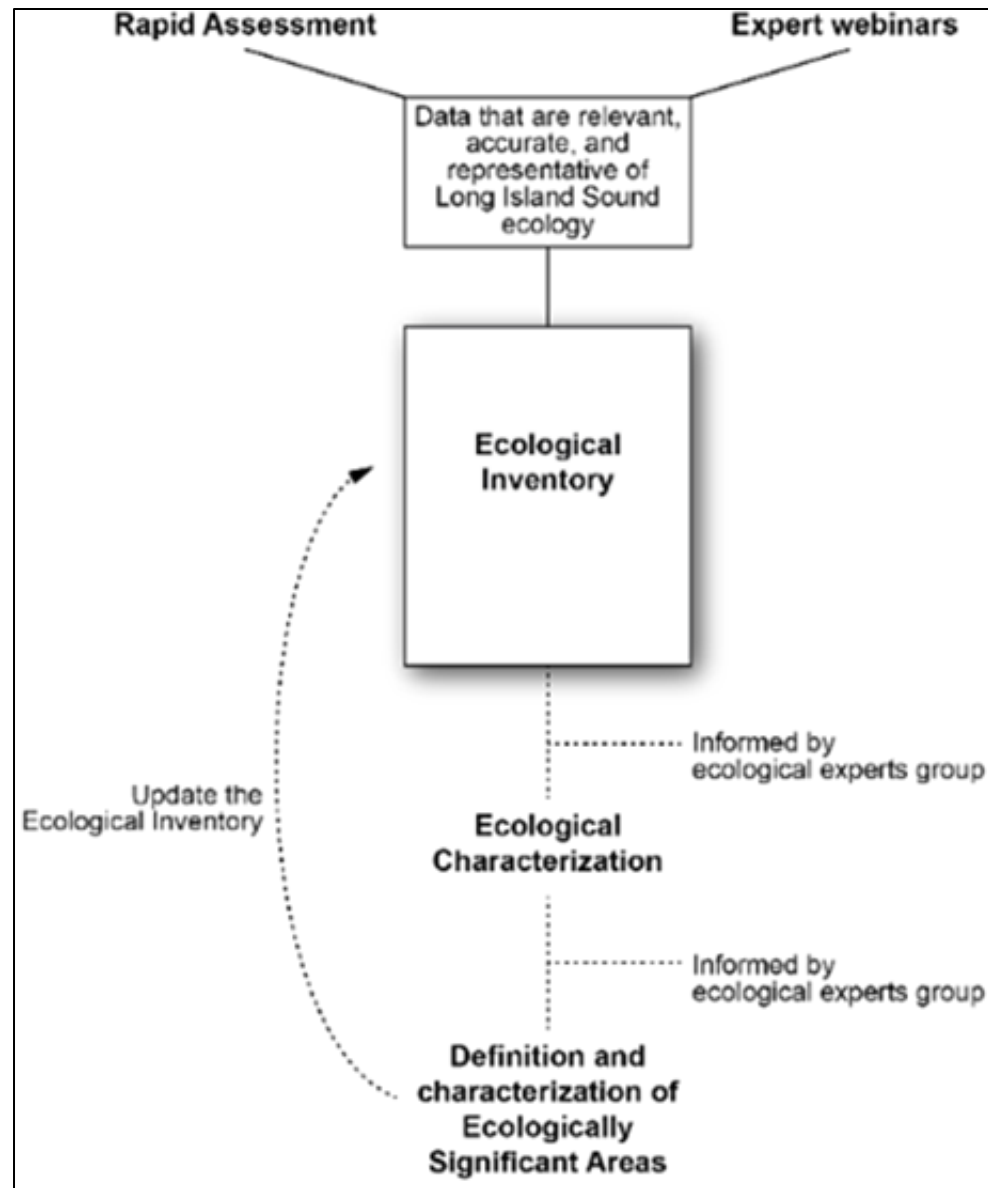 Rapid Assessment
Expert webinars
Data that are relevant,
accurate, and
representative of
Long Island Sound
ecology
Ecological
Inventory
Informed by
ecological experts group
Update the
Ecological Inventory
Ecological
Characterization
Informed by
ecological experts group
Definition and
characterization of
Ecologically
Significant Areas